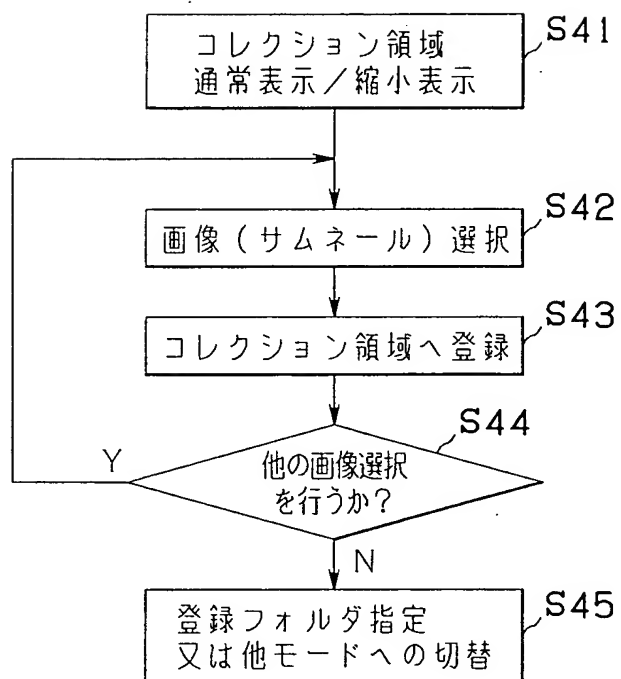 コレクション領域
通常表示／縮小表示
S41
画像（サムネール）選択
S42
コレクション領域へ登録
S43
他の画像選択
を行うか？
S44
Y
N
登録フォルダ指定
又は他モードへの切替
S45